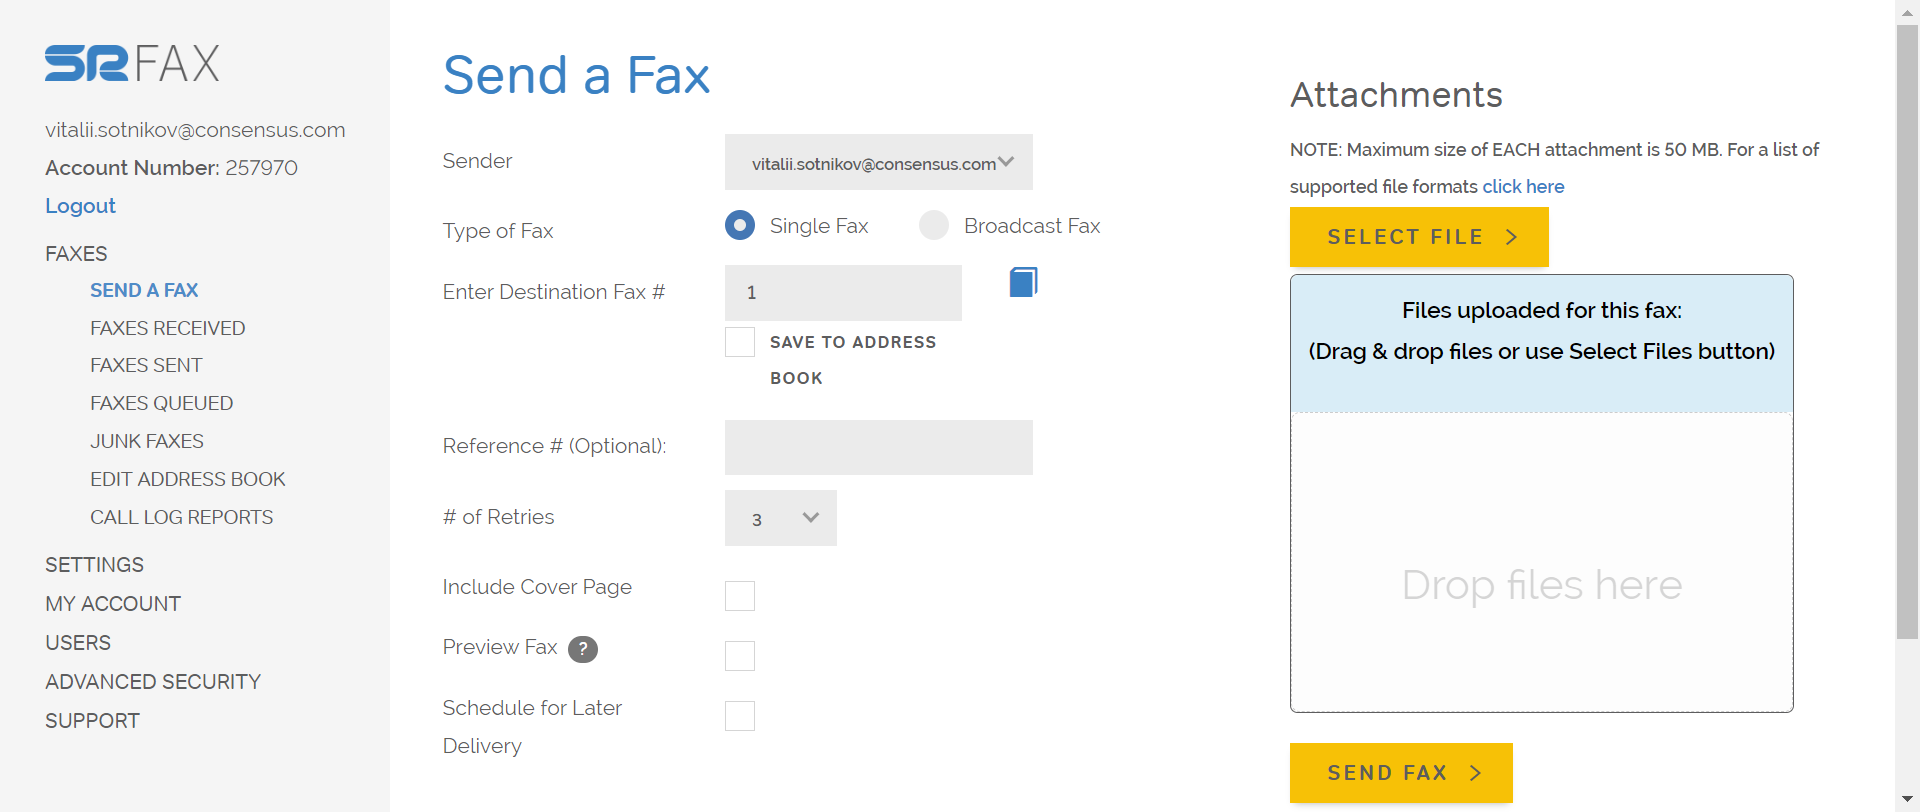 SRFAX
vitalii.sotnikov@consensus.com
Account Number: 257970
Logout
FAXES
SEND A FAX
FAXES RECEIVED
FAXES SENT
FAXES QUEUED
JUNK FAXES
EDIT ADDRESS BOOK
CALL LOG REPORTS
SETTINGS
MY ACCOUNT
USERS
ADVANCED SECURITY
SUPPORT
Send a Fax
Sender
vitalii.sotnikov@consensus.com
Type of Fax
Single Fax
Broadcast Fax
Enter Destination Fax #
1
SAVE TO ADDRESS
BOOK
Reference # (Optional):
# of Retries
3
Include Cover Page
Preview Fax ?
Schedule for Later
Delivery
Attachments
NOTE: Maximum size of EACH attachment is 50 MB. For a list of
supported file formats click here
SELECT FILE
Files uploaded for this fax:
(Drag & drop files or use Select Files button)
Drop files here
SEND FAX